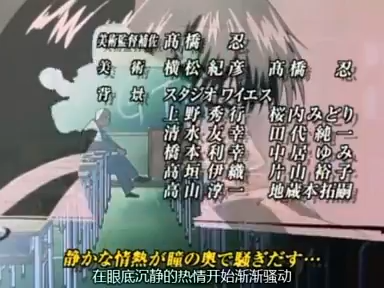 美術監督補佐 高橋 忍
美術 横松紀彦 高橋 忍
背景 スタジオワイエス
上野秀行 桜内みどり
清水友幸 田代純一
橋本利幸 中居ゆみ
高垣伊織 片山裕子
高山淳一 地蔵本拓嗣
静かな情熱が瞳の奥で騒ぎだす…
在眼底沉静的热情开始渐渐骚动